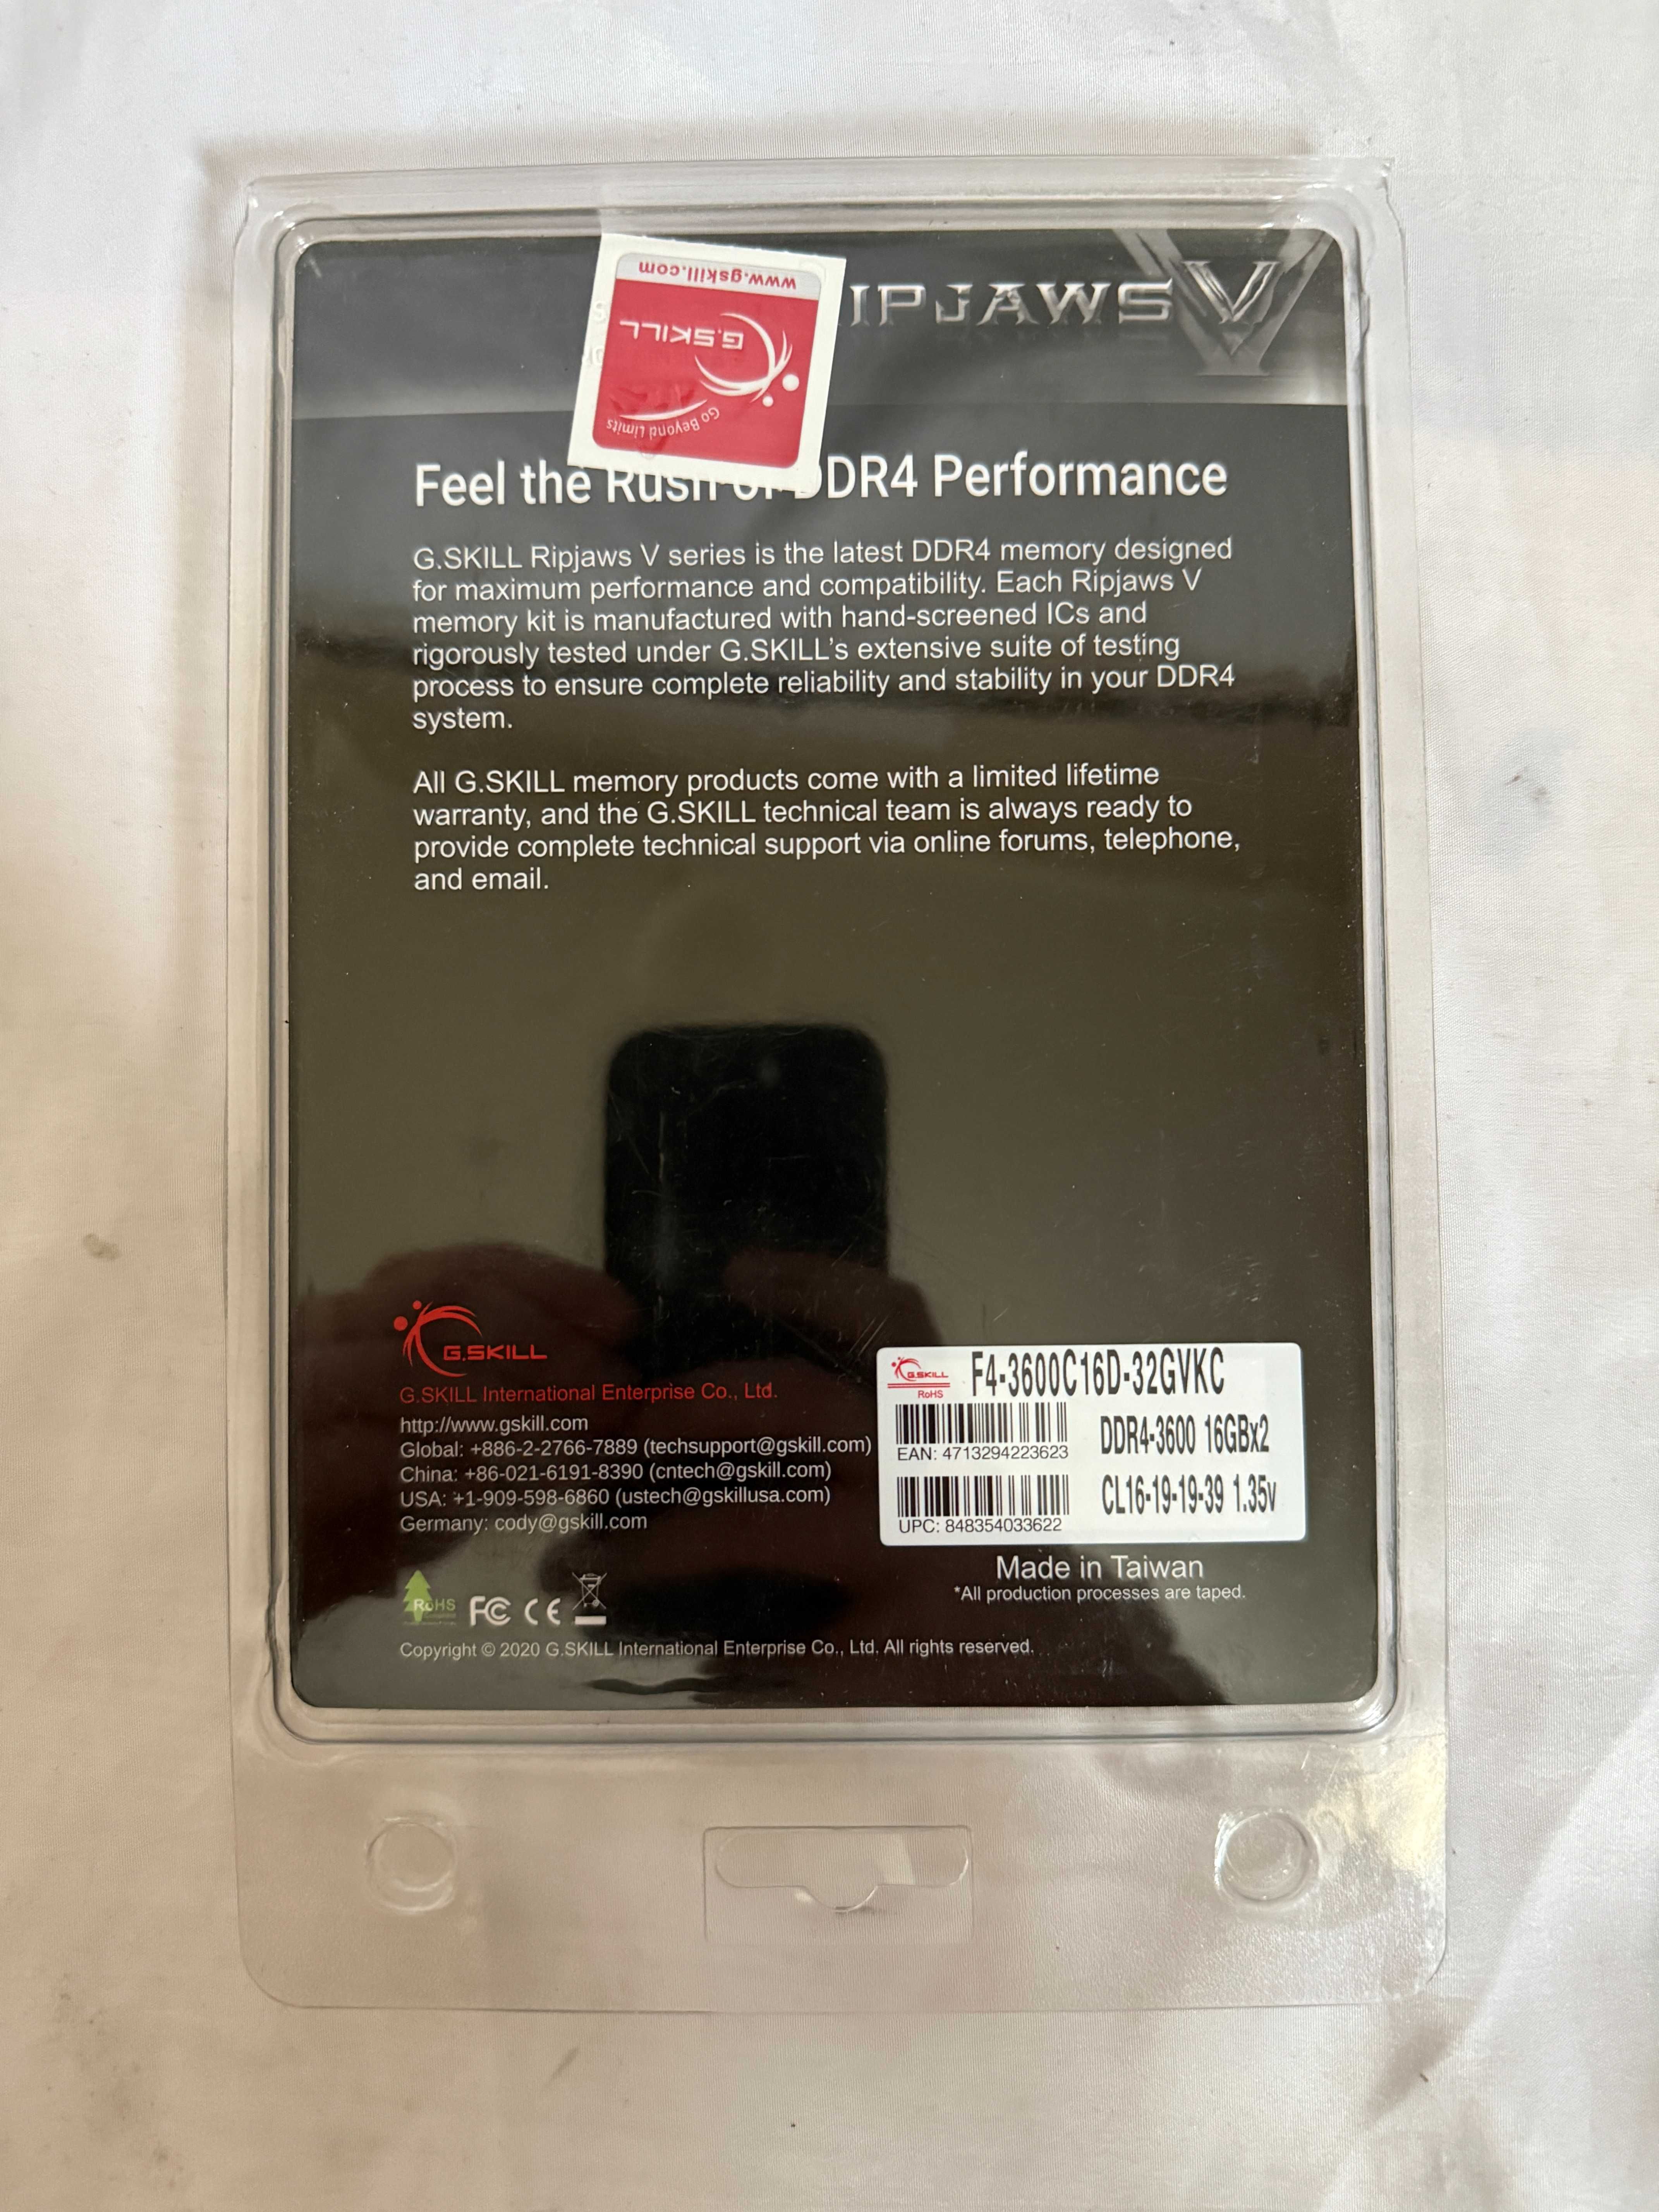 www.gskill.com
G.SKILL
Go Beyond Limits
RIPJAWS V
Feel the Rush of DDR4 Performance
G.SKILL Ripjaws V series is the latest DDR4 memory designed
for maximum performance and compatibility. Each Ripjaws V
memory kit is manufactured with hand-screened ICs and
rigorously tested under G.SKILL's extensive suite of testing
process to ensure complete reliability and stability in your DDR4
system.
All G.SKILL memory products come with a limited lifetime
warranty, and the G.SKILL technical team is always ready to
provide complete technical support via online forums, telephone,
and email.
G.SKILL
G.SKILL International Enterprise Co., Ltd.
http://www.gskill.com
Global: +886-2-2766-7889 (techsupport@gskill.com)
China: +86-021-6191-8390 (cntech@gskill.com)
USA: +1-909-598-6860 (ustech@gskillusa.com)
Germany: cody@gskill.com
G.SKILL
RoHS
F4-3600C16D-32GVKC
EAN: 4713294223623
DDR4-3600 16GBx2
UPC: 848354033622
CL16-19-19-39 1.35v
Made in Taiwan
*All production processes are taped.
RoHS
FC CE
Copyright © 2020 G.SKILL International Enterprise Co., Ltd. All rights reserved.